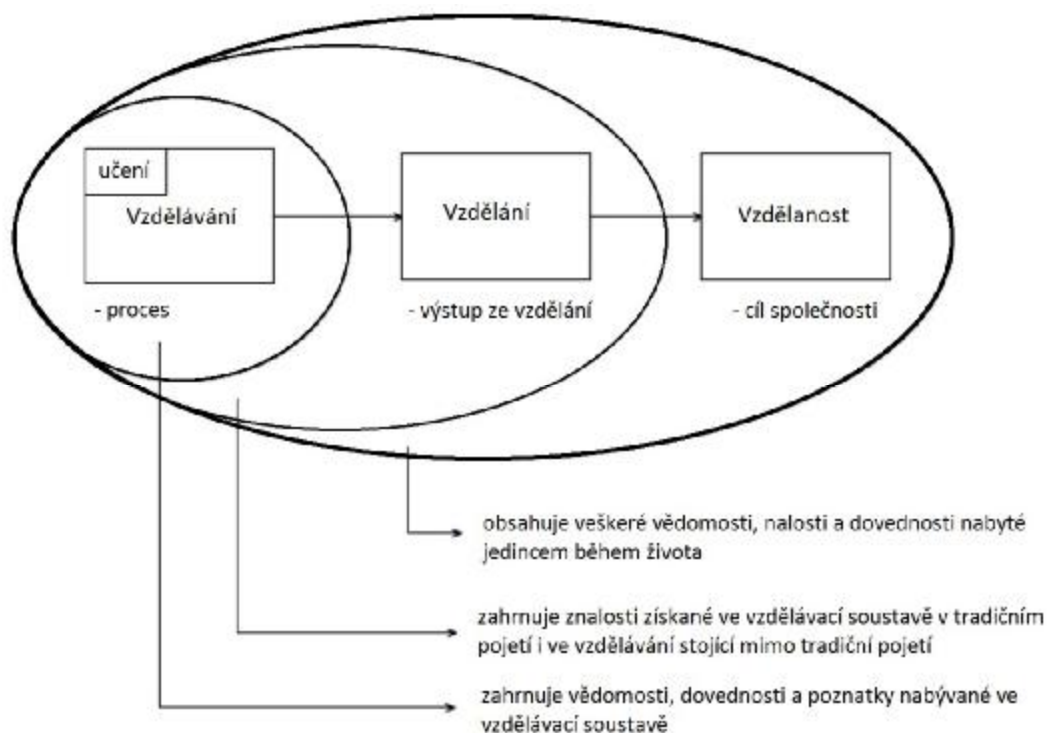 učení
Vzdělávání
Vzdělání
Vzdělanost
- proces
- výstup ze vzdělání
- cíl společnosti
obsahuje veškeré vědomosti, nalosti a dovednosti nabyté
jedincem během života
zahrnuje znalosti získané ve vzdělávací soustavě v tradičním
pojetí i ve vzdělávání stojící mimo tradiční pojetí
zahrnuje vědomosti, dovednosti a poznatky nabývané ve
vzdělávací soustavě